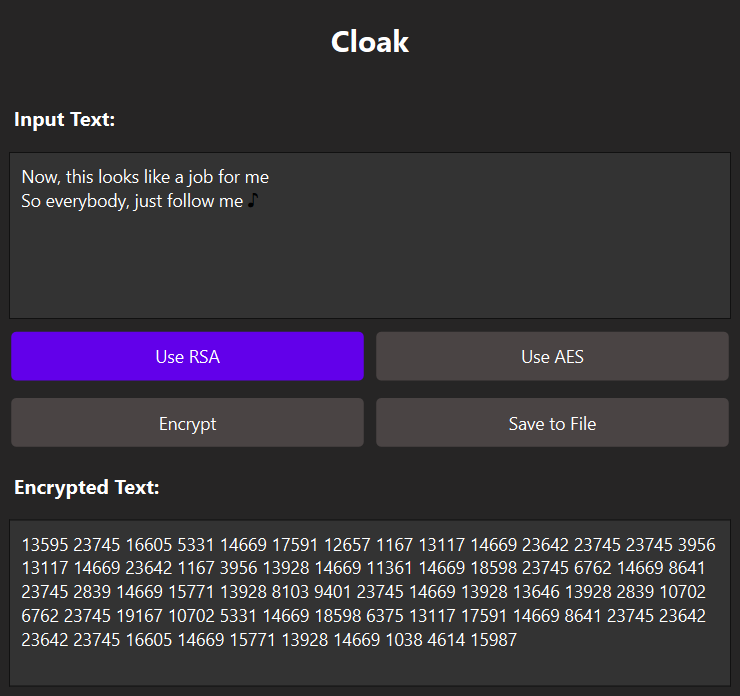 Cloak
Input Text:
Now, this looks like a job for me
So everybody, just follow me ♪
Use RSA
Use AES
Encrypt
Save to File
Encrypted Text:
13595 23745 16605 5331 14669 17591 12657 1167 13117 14669 23642 23745 23745 3956
13117 14669 23642 1167 3956 13928 14669 11361 14669 18598 23745 6762 14669 8641
23745 2839 14669 15771 13928 8103 9401 23745 14669 13928 13646 13928 2839 10702
6762 23745 19167 10702 5331 14669 18598 6375 13117 17591 14669 8641 23745 23642
23642 23745 16605 14669 15771 13928 14669 1038 4614 15987